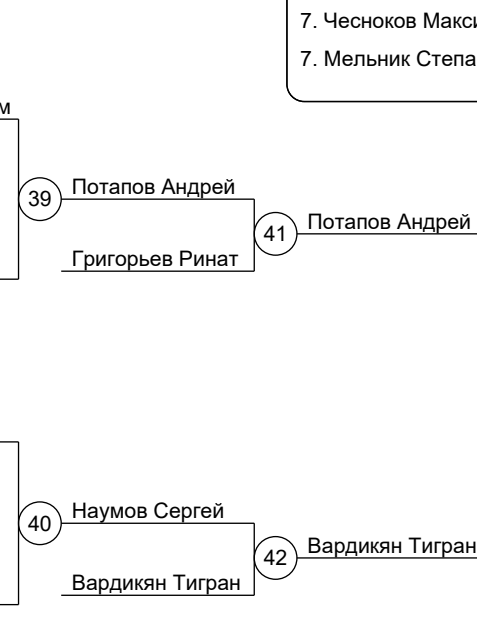 7. Чесноков
7. Мельник
39
Потапов Андрей
41
Потапов Андрей
Григорьев Ринат
40
Наумов Сергей
42
Вардикян Тигран
Вардикян Тигран